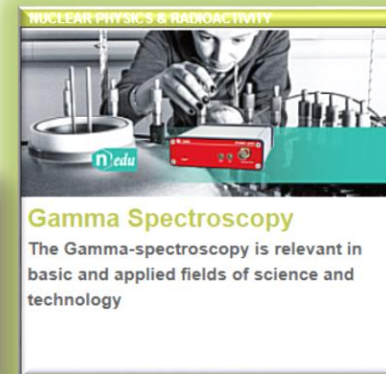 NUCLEAR PHYSICS & RADIOACTIVITY
n edu
Gamma Spectroscopy
The Gamma-spectroscopy is relevant in
basic and applied fields of science and
technology